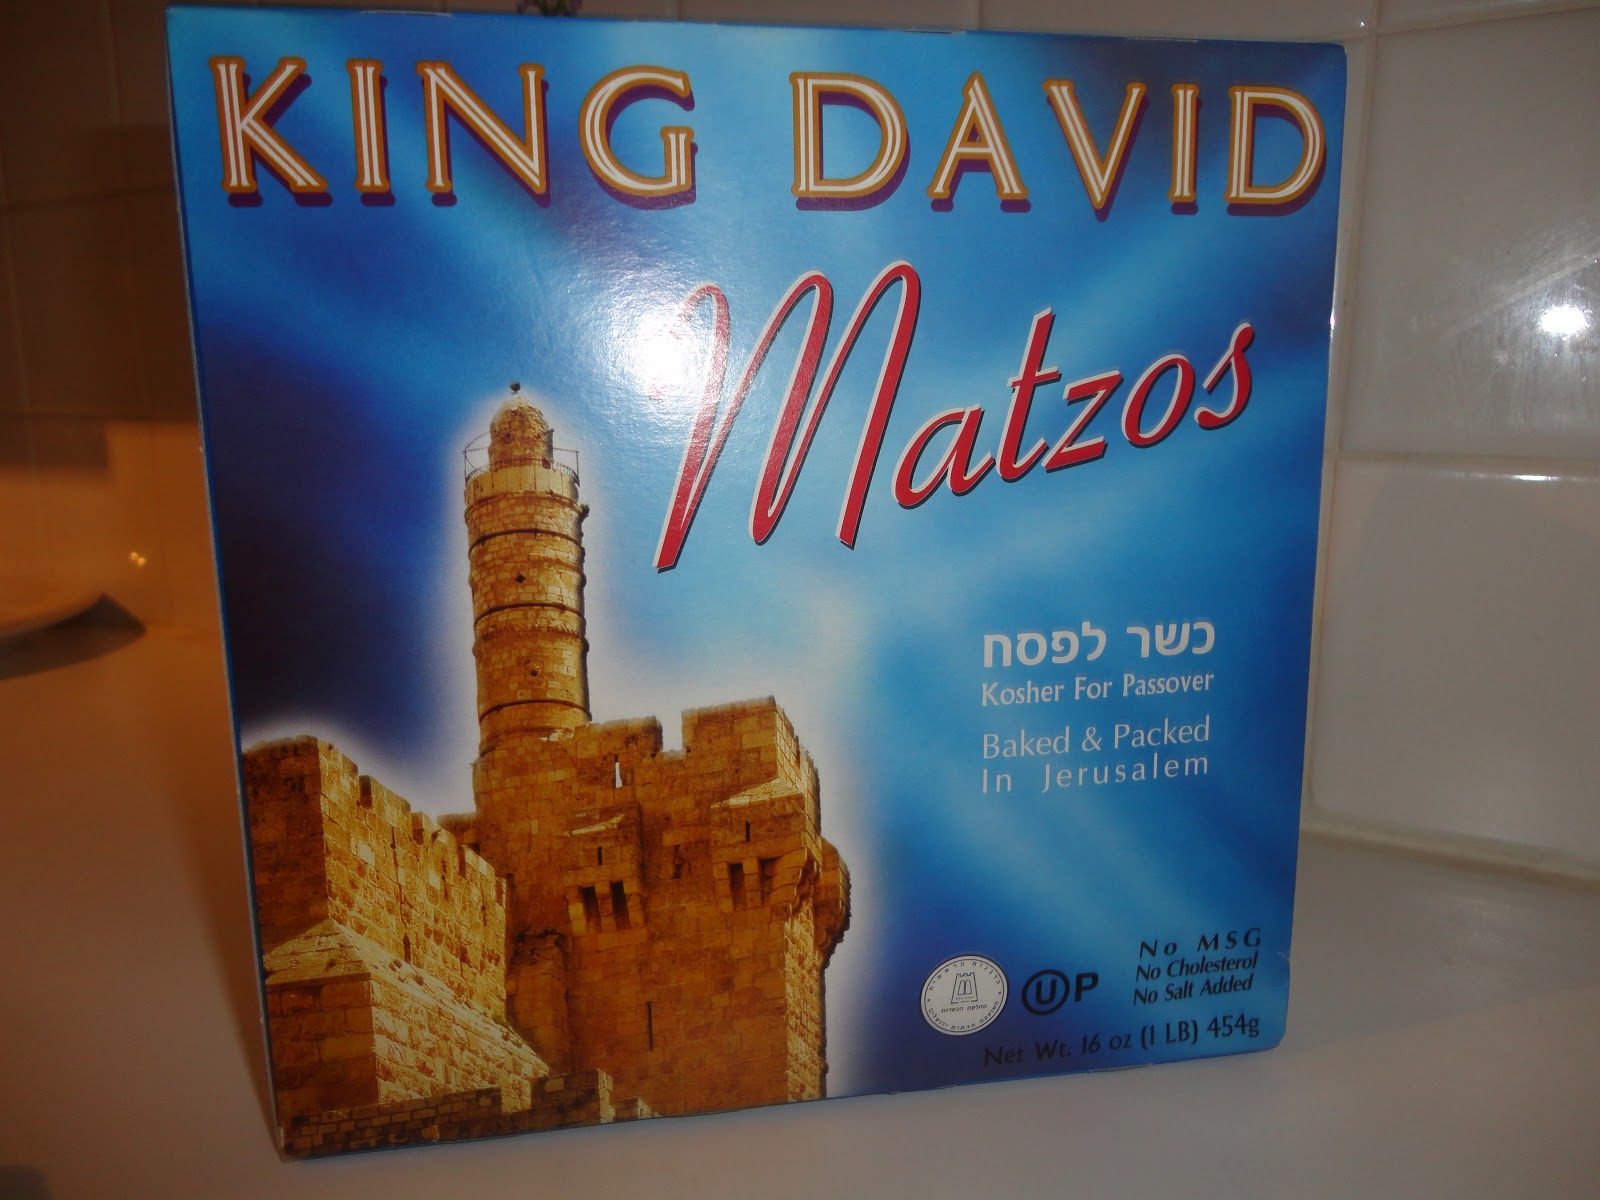 KING DAVID
Matzos
כשר לפסח
Kosher For Passover
Baked & Packed
In Jerusalem
No MSG
No Cholesterol
No Salt Added
U P
Net Wt. 16 oz (1 LB) 454g